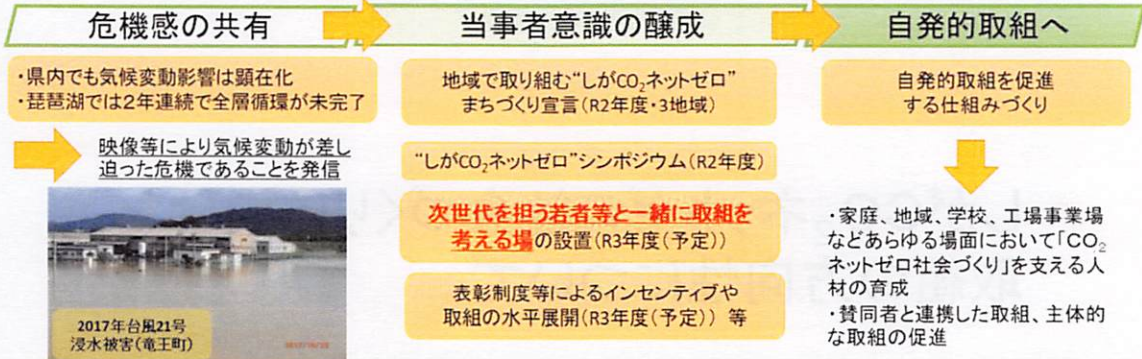 危機感の共有
・県内でも気候変動影響は顕在化
・琵琶湖では2年連続で全層循環が未完了
映像等により気候変動が差し
迫った危機であることを発信
2017年台風21号
浸水被害(竜王町)
当事者意識の醸成
地域で取り組む“しがCO₂ネットゼロ”
まちづくり宣言(R2年度・3地域)
“しがCO₂ネットゼロ”シンポジウム(R2年度)
次世代を担う若者等と一緒に取組を
考える場の設置(R3年度(予定))
表彰制度等によるインセンティブや
取組の水平展開(R3年度(予定)) 等
自発的取組へ
自発的取組を促進
する仕組みづくり
・家庭、地域、学校、工場事業場
などあらゆる場面において「CO₂
ネットゼロ社会づくり」を支える人
材の育成
・賛同者と連携した取組、主体的
な取組の促進